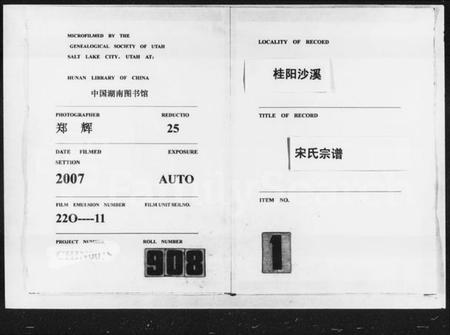 MICROFILMED BY THE
GENEALOGICAL SOCIETY OF UTAH
SALT LAKE CITY, UTAH AT:
HUNAN LIBRARY OF CHINA
中国湖南图书馆
PHOTOGRAPHER REDUCTIO
郑 辉 25
DATE FILMED EXPOSURE
SETTION
2007 AUTO
FILM EMULSION NUMBER FILM UNIT SER.NO.
22O----11
PROJECT NUMBER ROLL NUMBER
908
LOCALITY OF RECOED
桂阳沙溪
TITLE OF RECORD
宋氏宗谱
ITEM NO.
1